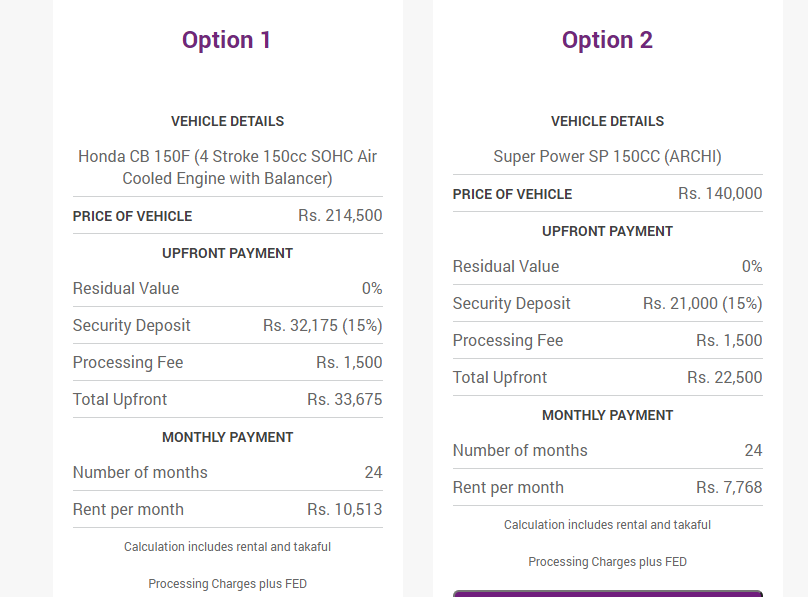 Option 1
VEHICLE DETAILS
Honda CB 150F (4 Stroke 150cc SOHC Air
Cooled Engine with Balancer)
PRICE OF VEHICLE Rs. 214,500
UPFRONT PAYMENT
Residual Value 0%
Security Deposit Rs. 32,175 (15%)
Processing Fee Rs. 1,500
Total Upfront Rs. 33,675
MONTHLY PAYMENT
Number of months 24
Rent per month Rs. 10,513
Calculation includes rental and takaful
Processing Charges plus FED
Option 2
VEHICLE DETAILS
Super Power SP 150CC (ARCHI)
PRICE OF VEHICLE Rs. 140,000
UPFRONT PAYMENT
Residual Value 0%
Security Deposit Rs. 21,000 (15%)
Processing Fee Rs. 1,500
Total Upfront Rs. 22,500
MONTHLY PAYMENT
Number of months 24
Rent per month Rs. 7,768
Calculation includes rental and takaful
Processing Charges plus FED